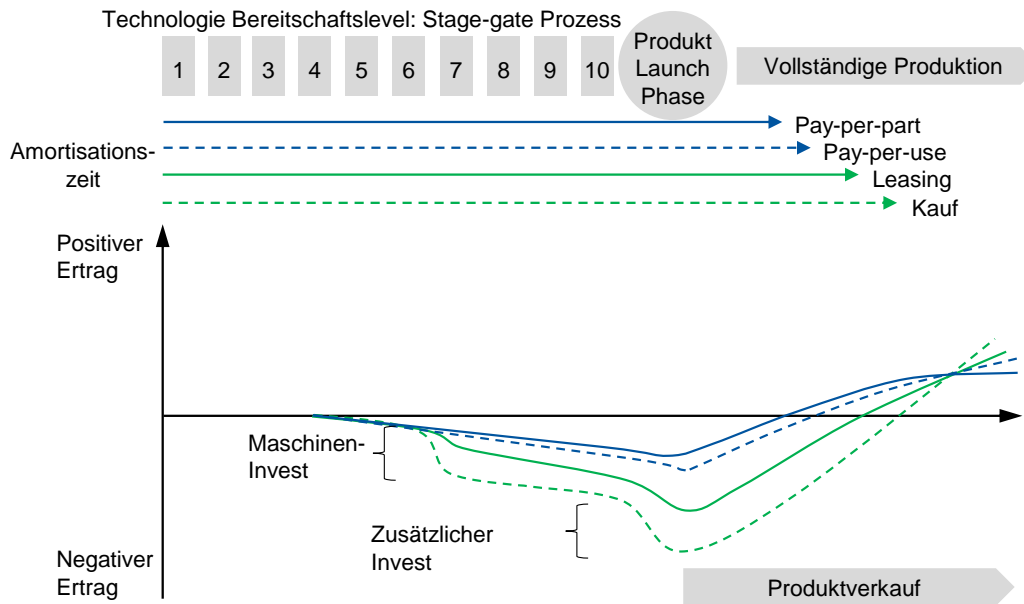 Technologie Bereitschaftslevel: Stage-gate Prozess
1 2 3 4 5 6 7 8 9 10
Produkt
Launch
Phase
Vollständige Produktion
Amortisations-
zeit
Pay-per-part
Pay-per-use
Leasing
Kauf
Positiver
Ertrag
Maschinen-
Invest
Zusätzlicher
Invest
Negativer
Ertrag
Produktverkauf